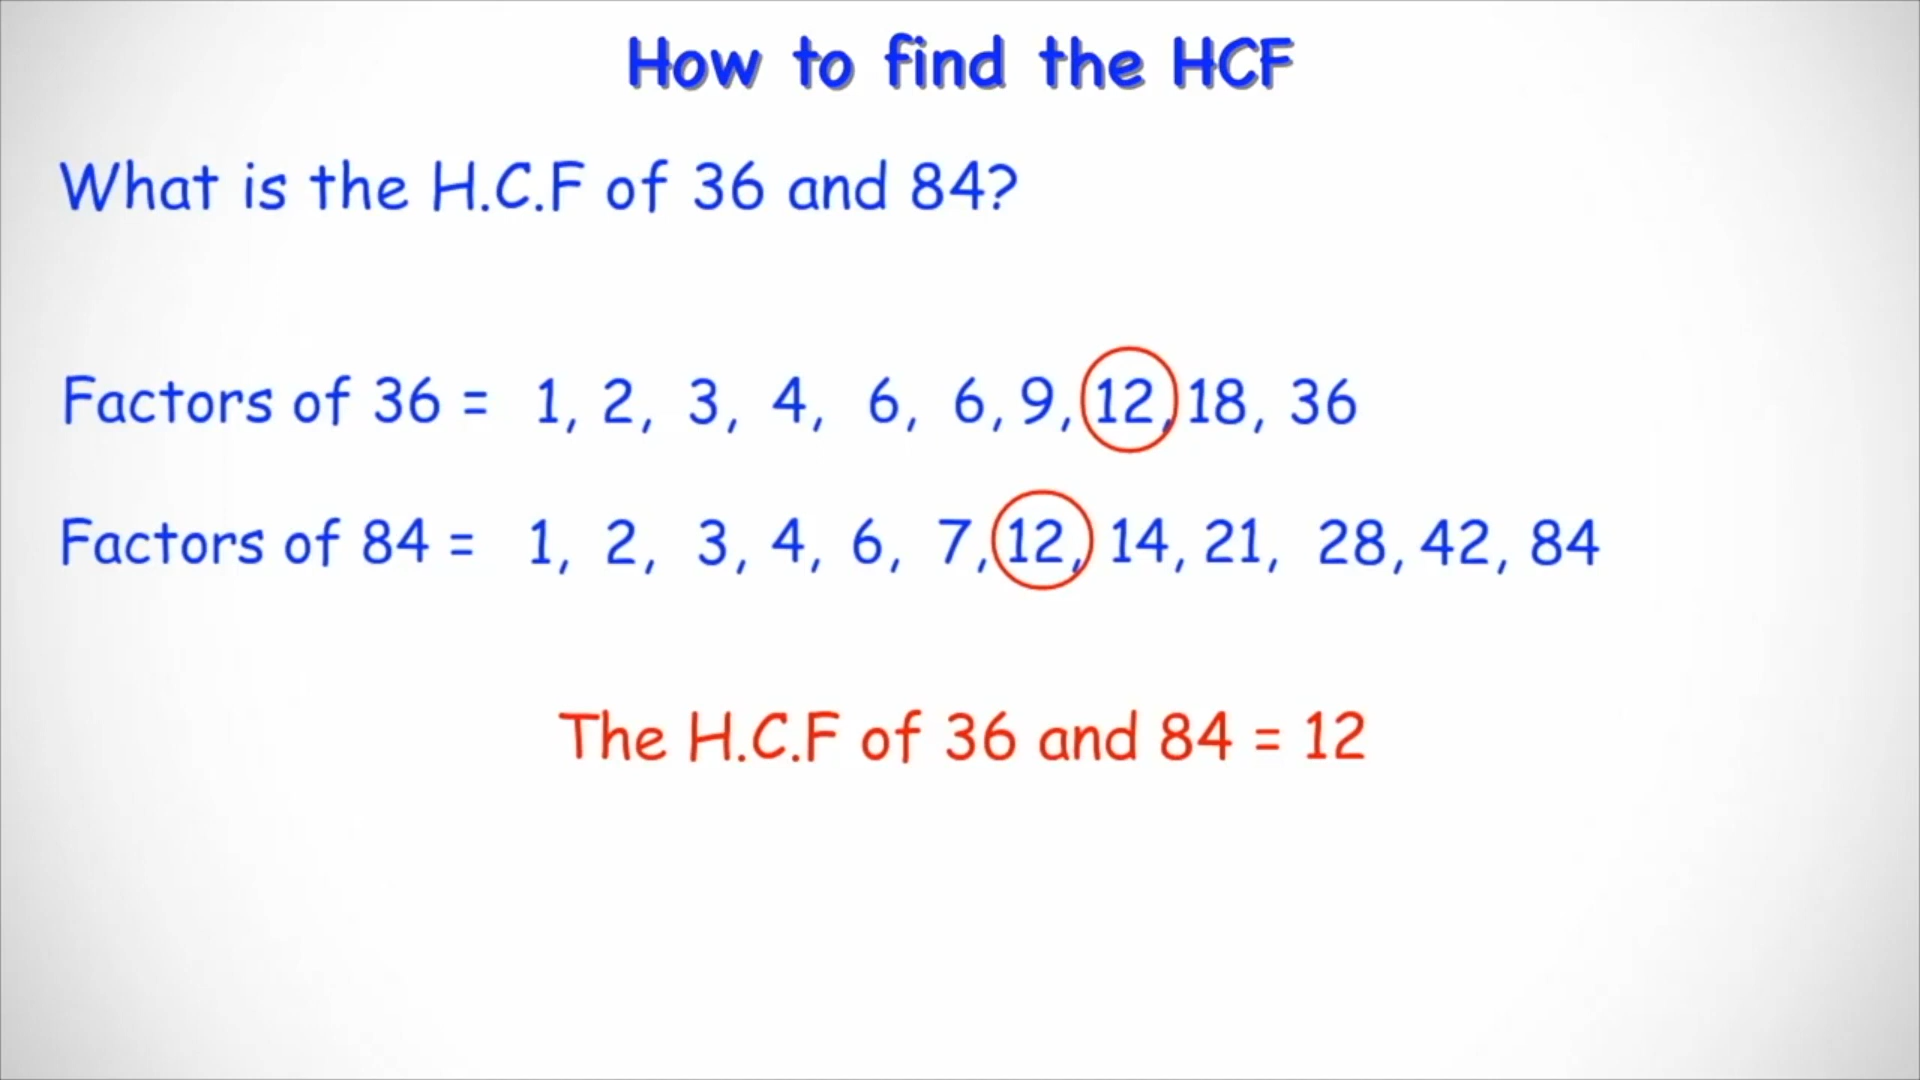 How to find the HCF
What is the H.C.F of 36 and 84?
Factors of 36 = 1, 2, 3, 4, 6, 6, 9, 12, 18, 36
Factors of 84 = 1, 2, 3, 4, 6, 7, 12, 14, 21, 28, 42, 84
The H.C.F of 36 and 84 = 12